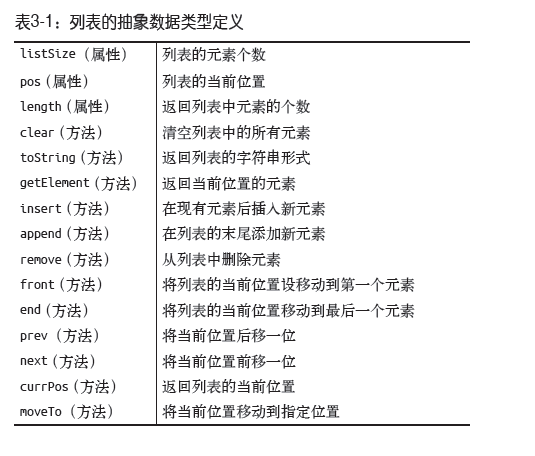 表3-1：列表的抽象数据类型定义
listSize（属性） 列表的元素个数
pos（属性） 列表的当前位置
length（属性） 返回列表中元素的个数
clear（方法） 清空列表中的所有元素
toString（方法） 返回列表的字符串形式
getElement（方法） 返回当前位置的元素
insert（方法） 在现有元素后插入新元素
append（方法） 在列表的末尾添加新元素
remove（方法） 从列表中删除元素
front（方法） 将列表的当前位置设移动到第一个元素
end（方法） 将列表的当前位置移动到最后一个元素
prev（方法） 将当前位置后移一位
next（方法） 将当前位置前移一位
currPos（方法） 返回列表的当前位置
moveTo（方法） 将当前位置移动到指定位置